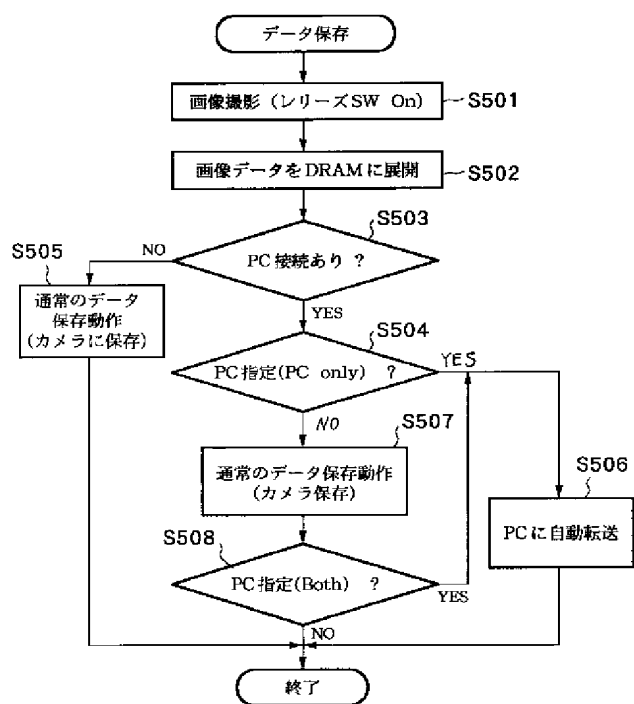 データ保存
画像撮影 (レリーズSW On)
S501
画像データをDRAMに展開
S502
S503
PC接続あり ?
NO
YES
S505
通常のデータ
保存動作
(カメラに保存)
S504
PC指定(PC only) ?
YES
NO
S507
通常のデータ保存動作
(カメラ保存)
S506
PCに自動転送
S508
PC指定(Both) ?
YES
NO
終了